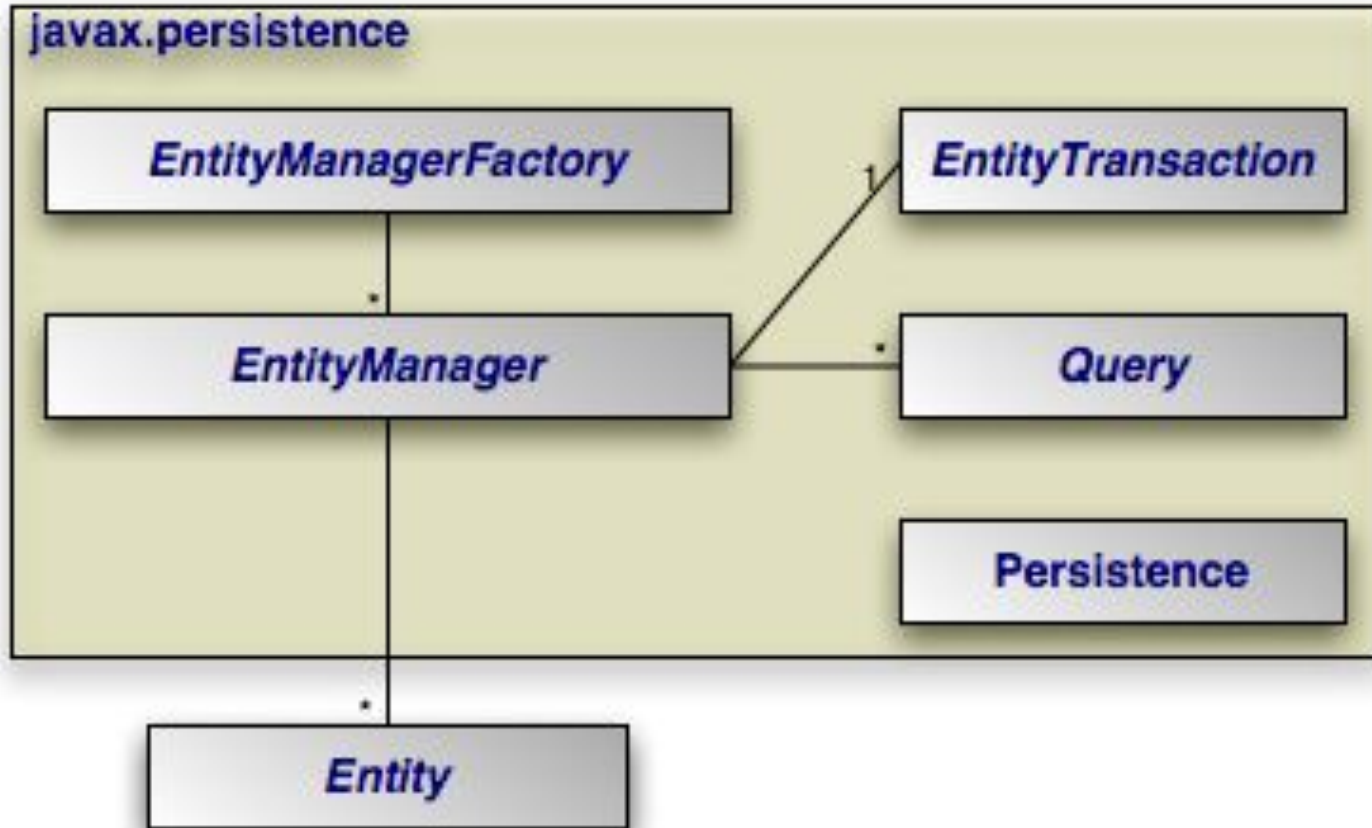 javax.persistence
EntityManagerFactory
EntityTransaction
1
*
EntityManager
*
Query
Persistence
*
Entity